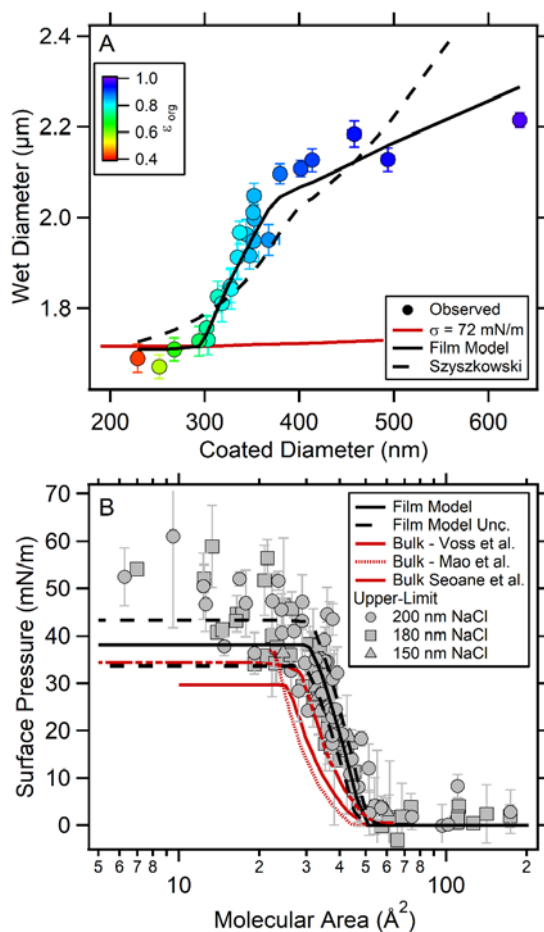 A
2.4
2.2
2.0
1.8
Wet Diameter (μm)
1.0
0.8
0.6
0.4
ε org
Observed
σ = 72 mN/m
Film Model
Szyszkowski
200 300 400 500 600
Coated Diameter (nm)
B
70
60
50
40
30
20
10
0
Surface Pressure (mN/m)
Film Model
Film Model Unc.
Bulk - Voss et al.
Bulk - Mao et al.
Bulk Seoane et al.
Upper-Limit
200 nm NaCl
180 nm NaCl
150 nm NaCl
5 6 7 8 10 2 3 4 5 6 7 8 100 2
Molecular Area (Å²)